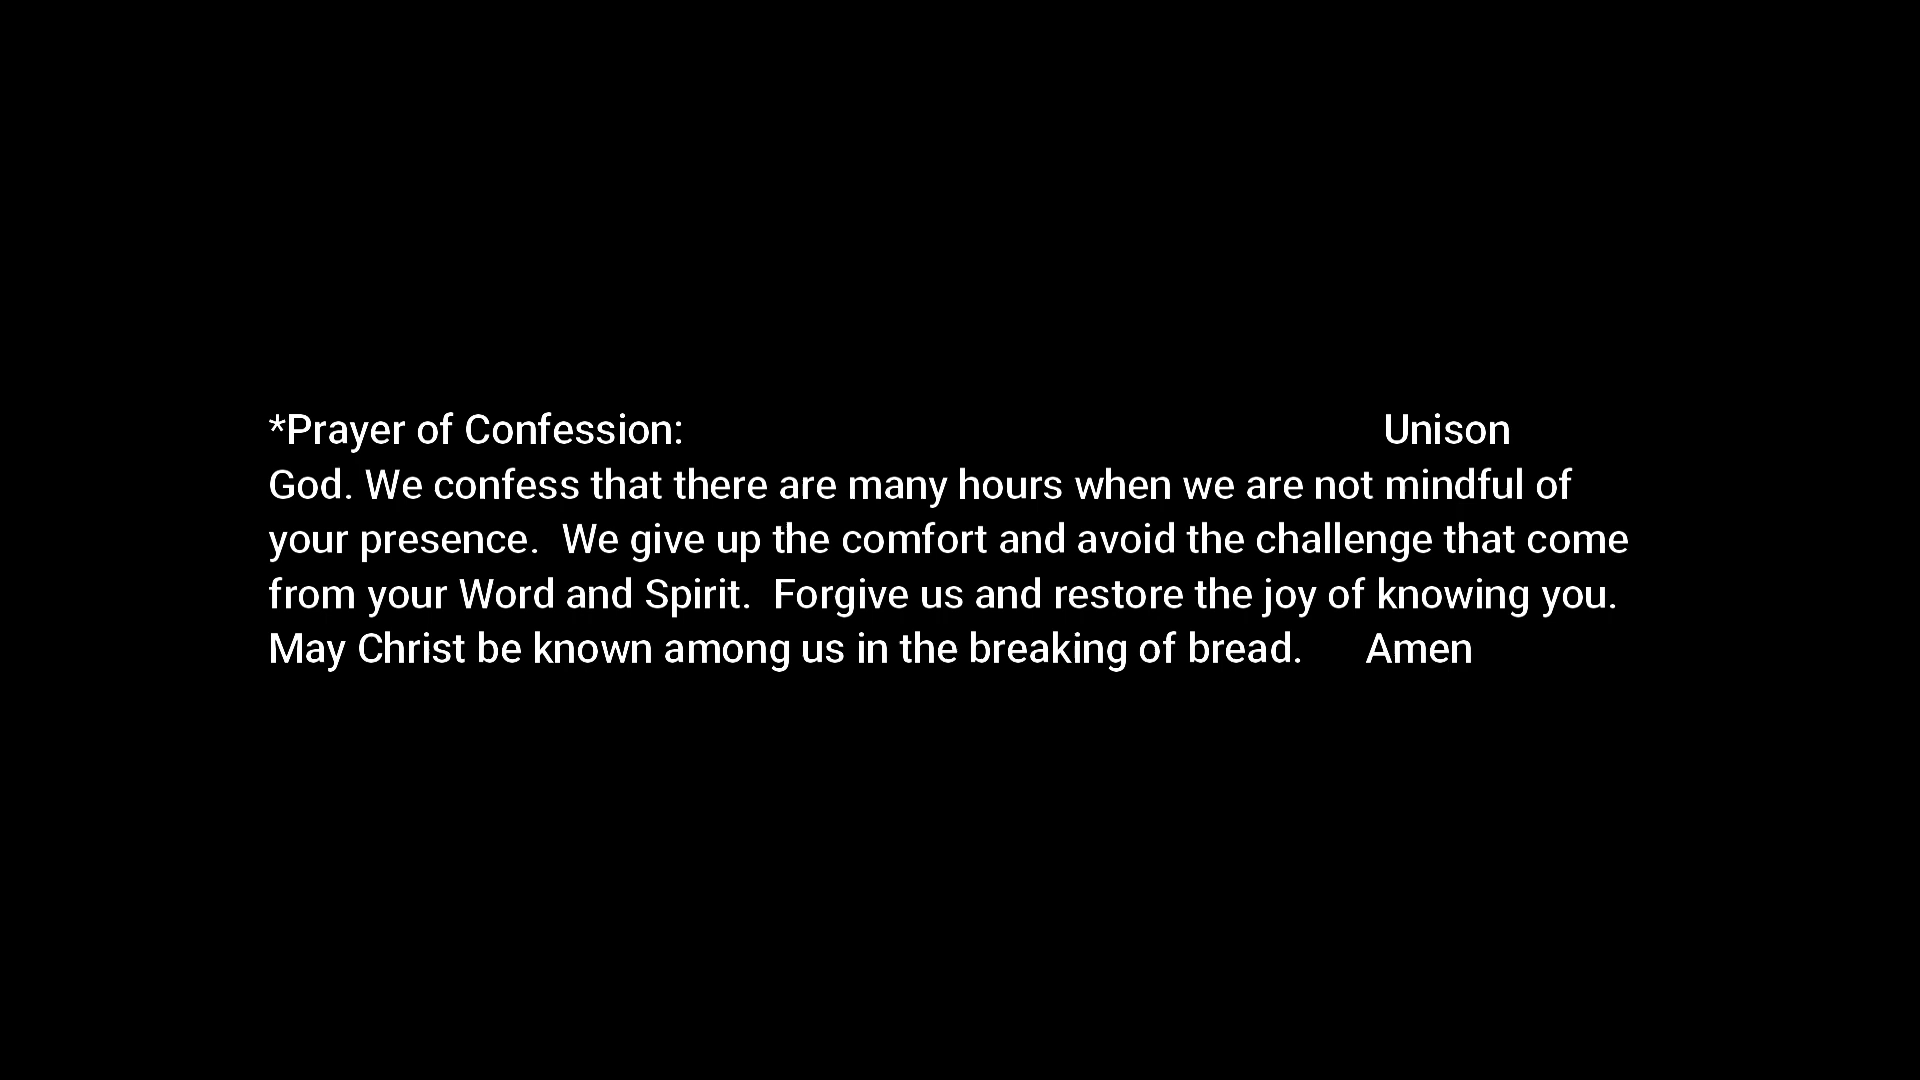 *Prayer of Confession: Unison
God. We confess that there are many hours when we are not mindful of
your presence.  We give up the comfort and avoid the challenge that come
from your Word and Spirit.  Forgive us and restore the joy of knowing you.
May Christ be known among us in the breaking of bread.      Amen